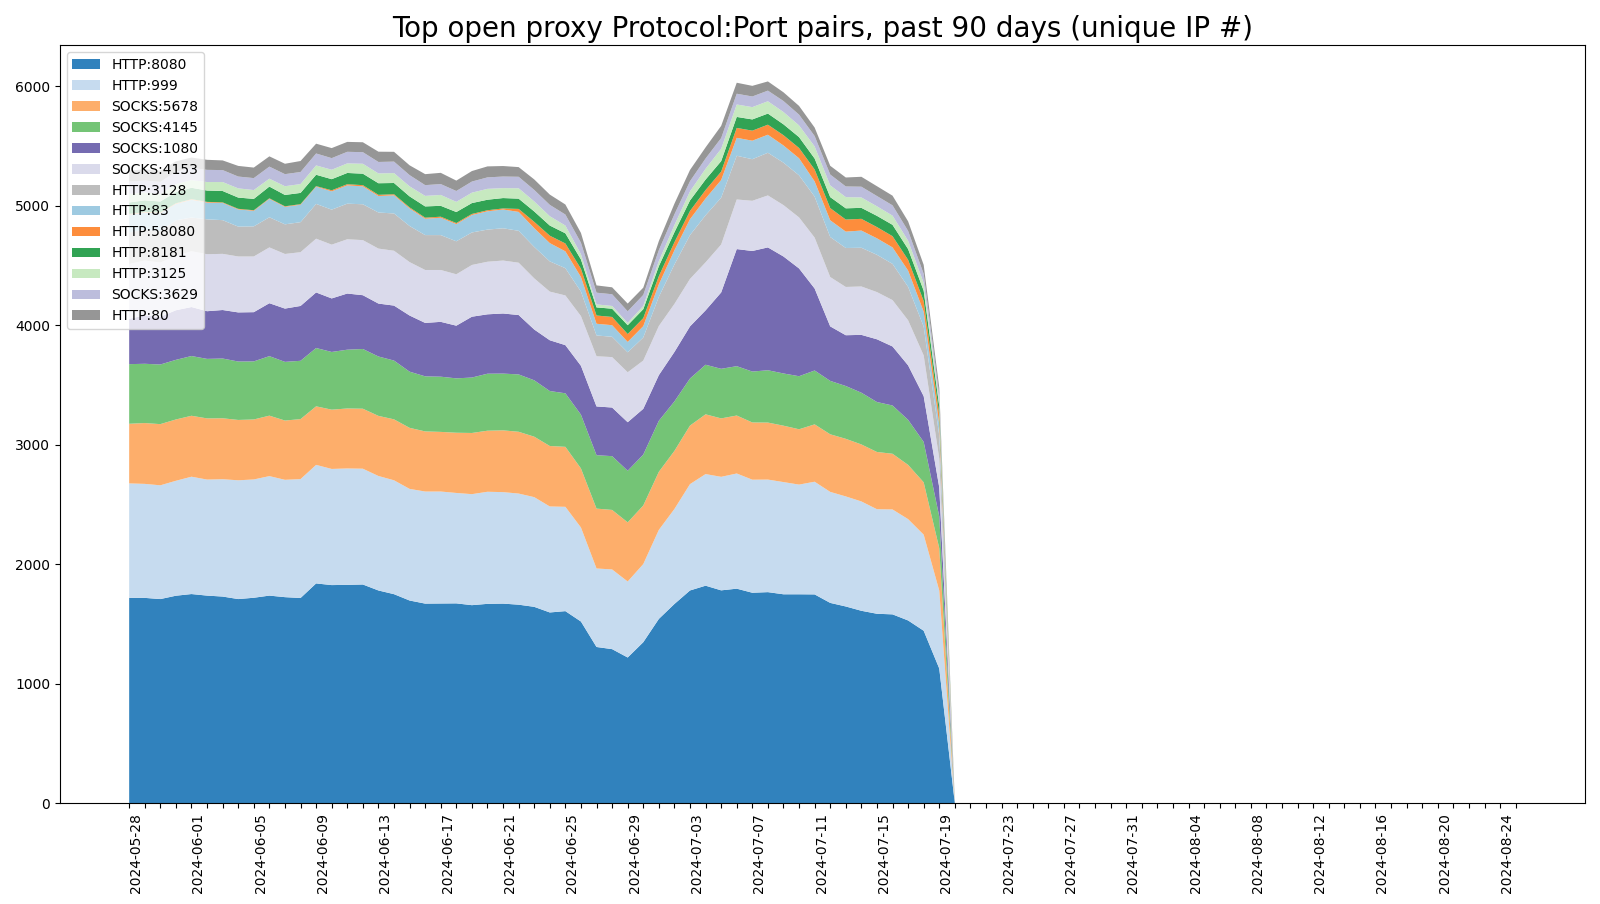 Top open proxy Protocol:Port pairs, past 90 days (unique IP #)
HTTP:8080
HTTP:999
SOCKS:5678
SOCKS:4145
SOCKS:1080
SOCKS:4153
HTTP:3128
HTTP:83
HTTP:58080
HTTP:8181
HTTP:3125
SOCKS:3629
HTTP:80
6000
5000
4000
3000
2000
1000
0
2024-05-28
2024-06-01
2024-06-05
2024-06-09
2024-06-13
2024-06-17
2024-06-21
2024-06-25
2024-06-29
2024-07-03
2024-07-07
2024-07-11
2024-07-15
2024-07-19
2024-07-23
2024-07-27
2024-07-31
2024-08-04
2024-08-08
2024-08-12
2024-08-16
2024-08-20
2024-08-24